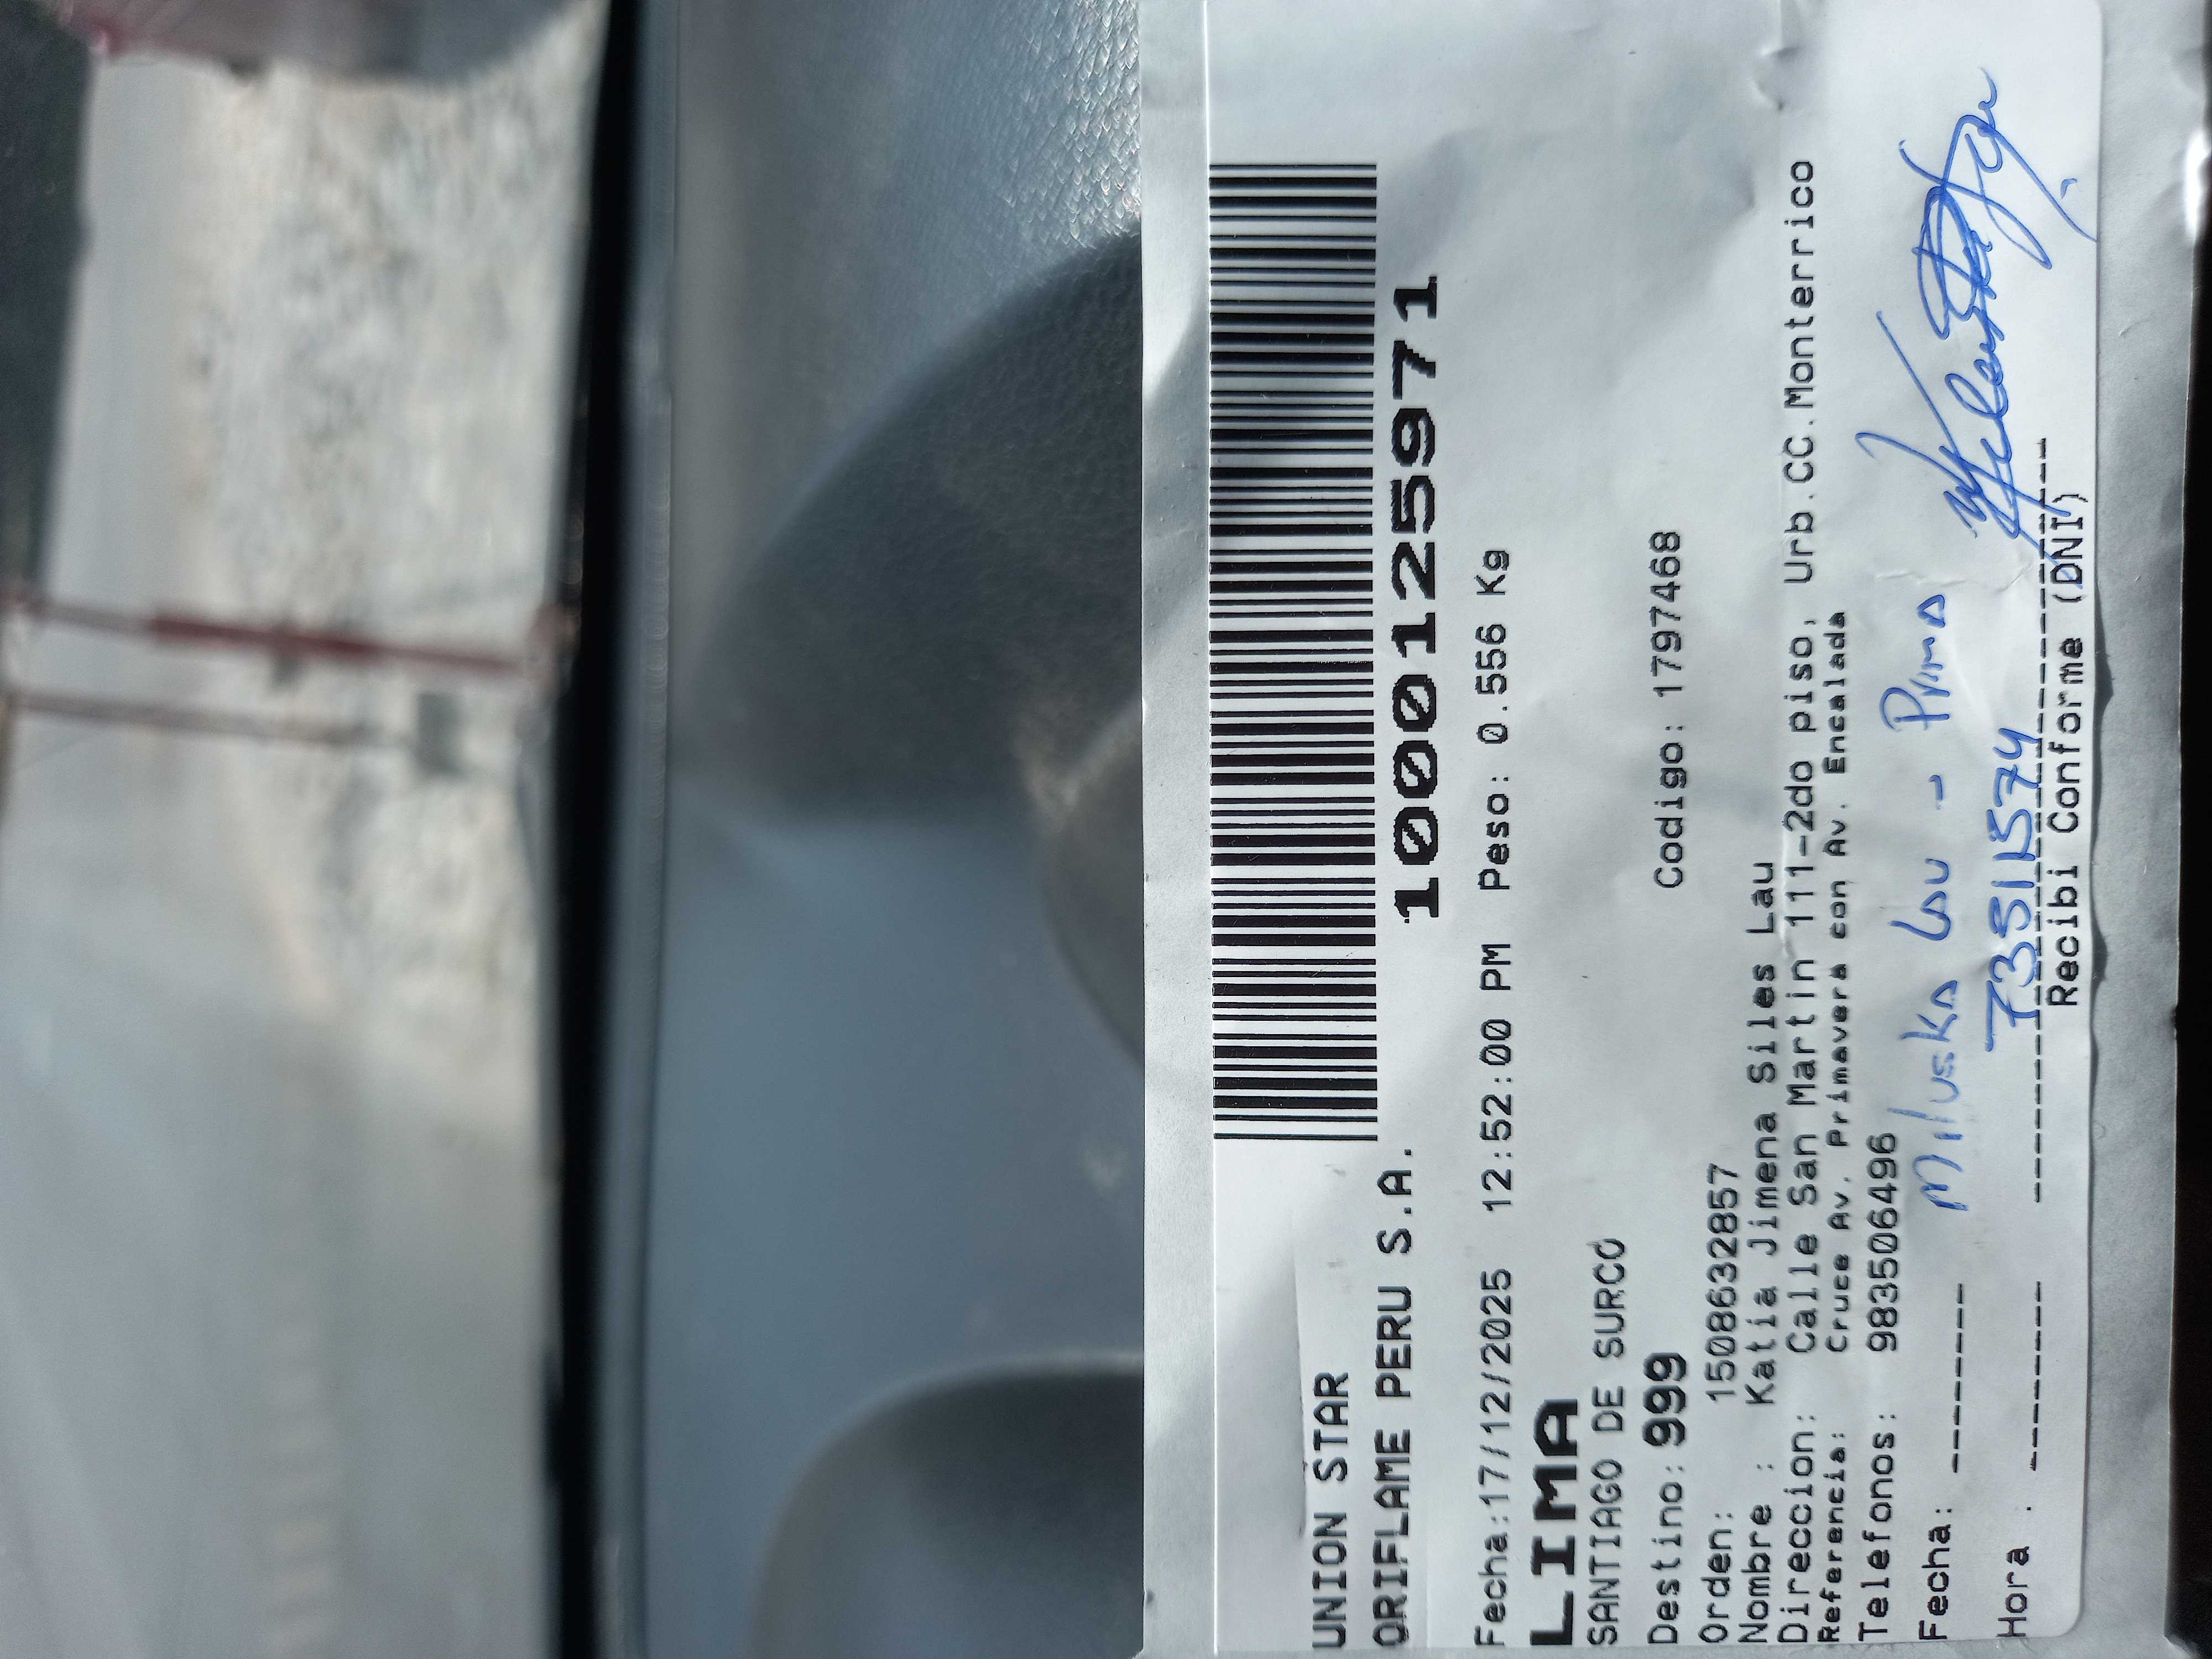 UNION STAR
ORIFLAME PERU S.A.
10001259 71
Fecha:17/12/2025 12:52:00 PM Peso: 0.556 Kg
LIMA
SANTIAGO DE SURCO
Destino: 999 Codigo: 1797468
Orden: 1508632857
Nombre : Katia Jimena Siles Lau
Direccion: Calle San Martin 111-2do piso, Urb.CC.Monterrico
Referencia: Cruce Av. Primavera con Av. Encalada
Telefonos: 983506496
Miluska Lau - Prima
Fecha: --------
73511574
Hora : --------
Recibi Conforme (DNI)